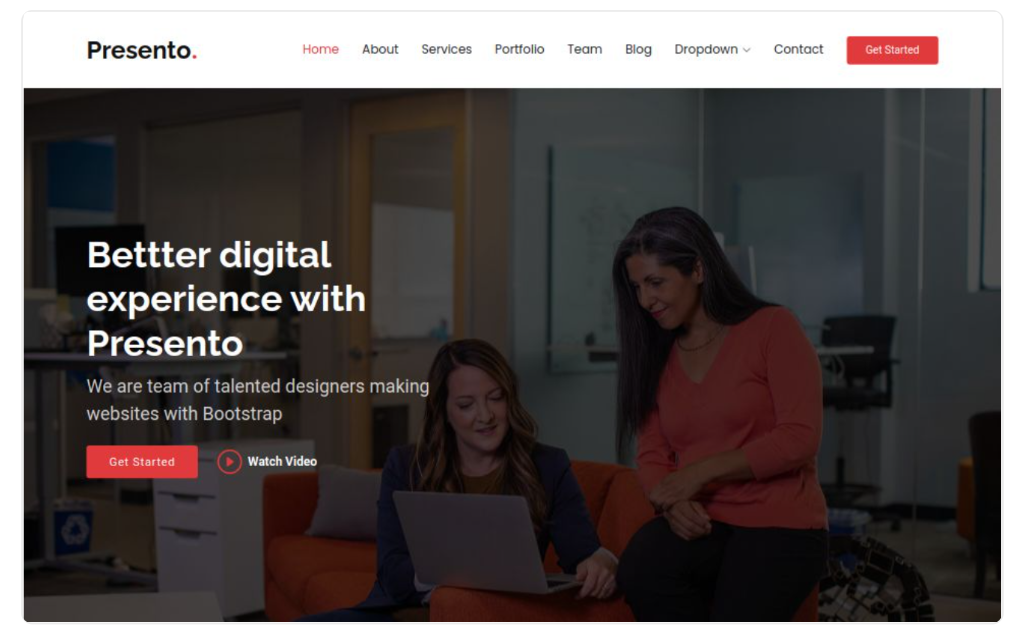 Presento.
Home About Services Portfolio Team Blog Dropdown Contact Get Started
Bettter digital
experience with
Presento
We are team of talented designers making
websites with Bootstrap
Get Started Watch Video